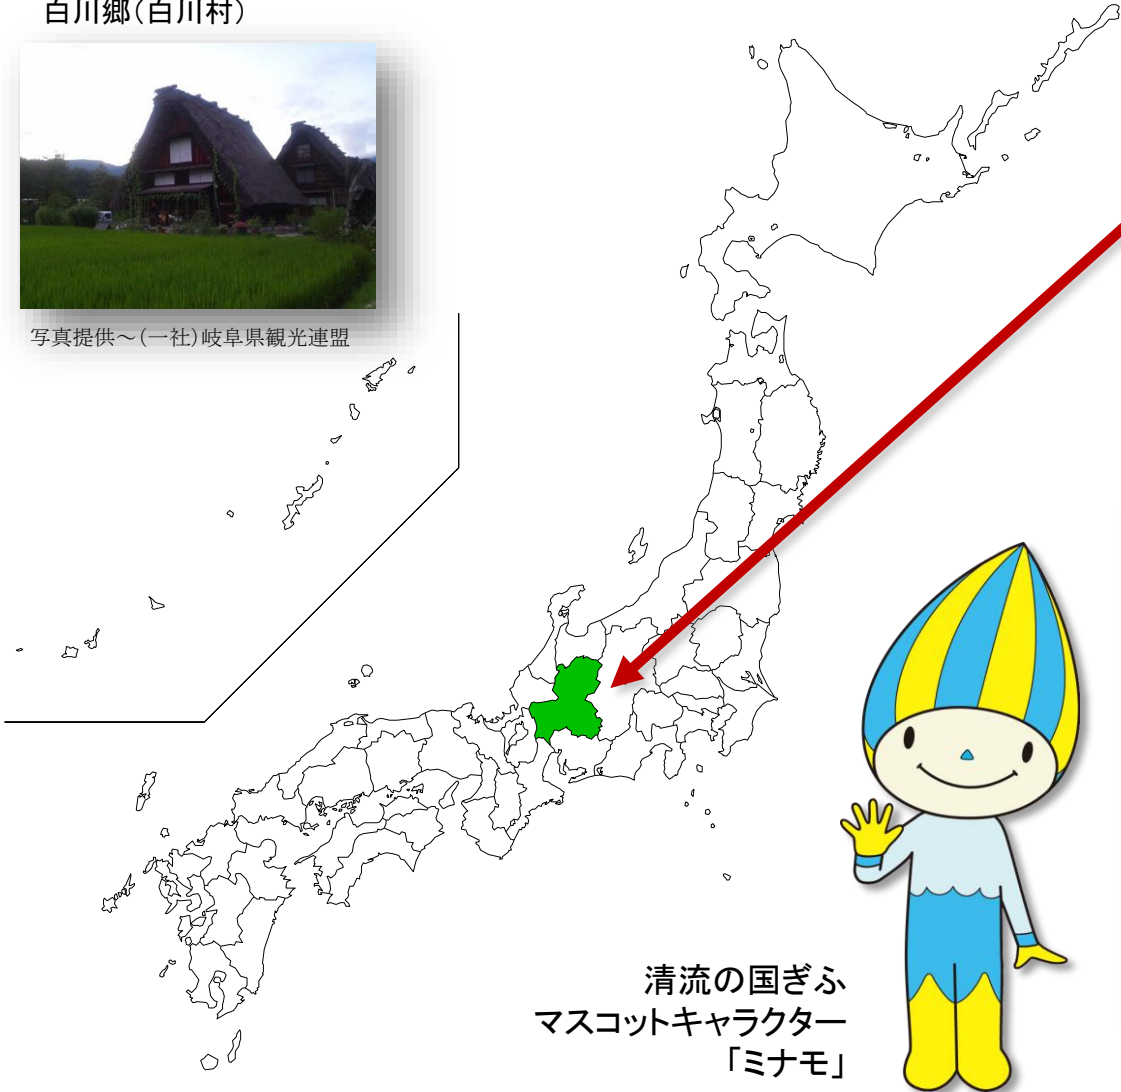 白川郷(白川村)
写真提供～(一社)岐阜県観光連盟
清流の国ぎふ
マスコットキャラクター
「ミナモ」